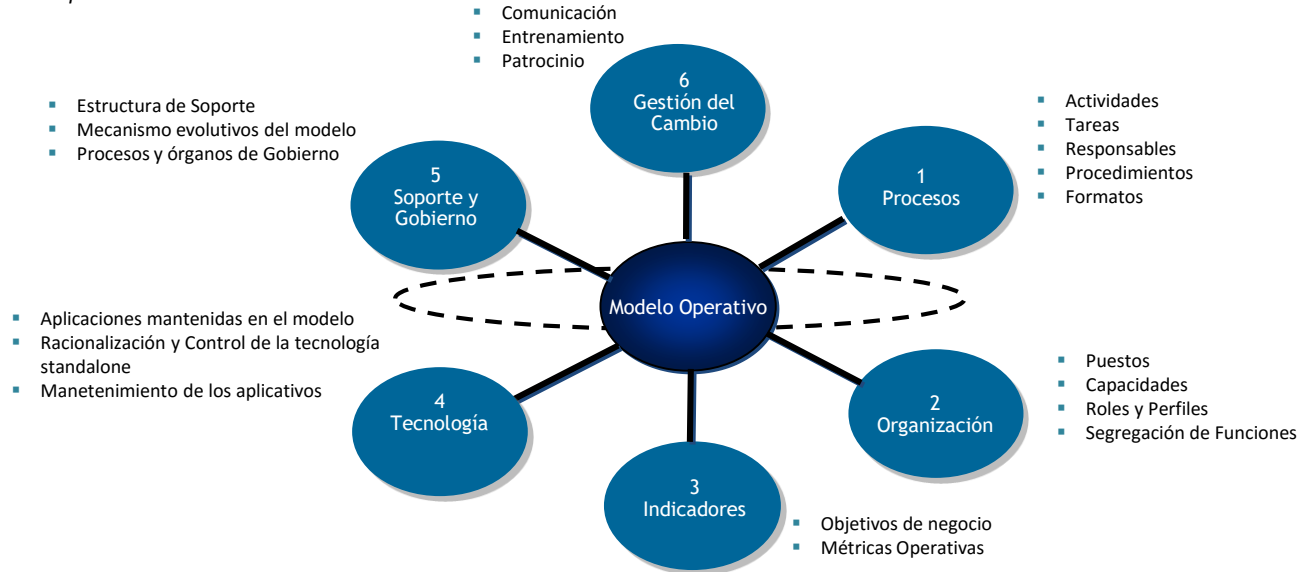 Comunicación
Entrenamiento
Patrocinio
6
Gestión del
Cambio
Estructura de Soporte
Mecanismo evolutivos del modelo
Procesos y órganos de Gobierno
5
Soporte y
Gobierno
1
Procesos
Actividades
Tareas
Responsables
Procedimientos
Formatos
Modelo Operativo
Aplicaciones mantenidas en el modelo
Racionalización y Control de la tecnología
standalone
Manetenimiento de los aplicativos
4
Tecnología
2
Organización
Puestos
Capacidades
Roles y Perfiles
Segregación de Funciones
3
Indicadores
Objetivos de negocio
Métricas Operativas